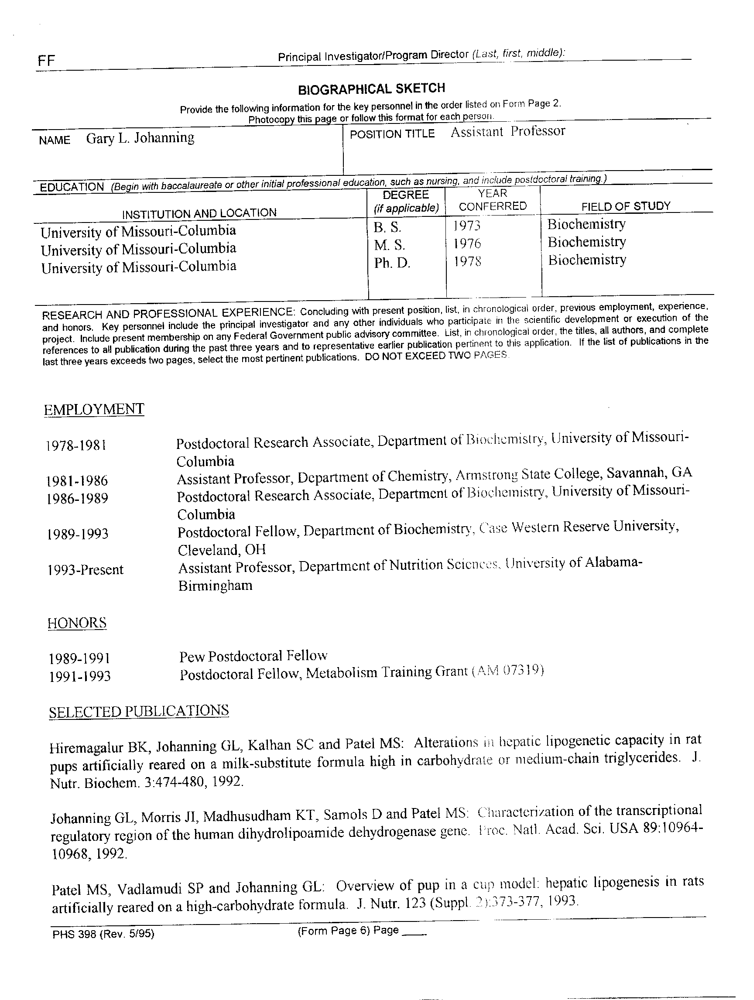 FF
Principal Investigator/Program Director (Last, first, middle):
BIOGRAPHICAL SKETCH
Provide the following information for the key personnel in the order listed on Form Page 2.
Photocopy this page or follow this format for each person.
NAME Gary L. Johanning
POSITION TITLE Assistant Professor
EDUCATION (Begin with baccalaureate or other initial professional education, such as nursing, and include postdoctoral training.)
INSTITUTION AND LOCATION DEGREE (if applicable) YEAR CONFERRED FIELD OF STUDY
University of Missouri-Columbia B. S. 1973 Biochemistry
University of Missouri-Columbia M. S. 1976 Biochemistry
University of Missouri-Columbia Ph. D. 1978 Biochemistry
RESEARCH AND PROFESSIONAL EXPERIENCE: Concluding with present position, list, in chronological order, previous employment, experience,
and honors. Key personnel include the principal investigator and any other individuals who participate in the scientific development or execution of the
project. Include present membership on any Federal Government public advisory committee. List, in chronological order, the titles, all authors, and complete
references to all publication during the past three years and to representative earlier publication pertinent to this application. If the list of publications in the
last three years exceeds two pages, select the most pertinent publications. DO NOT EXCEED TWO PAGES.
EMPLOYMENT
1978-1981 Postdoctoral Research Associate, Department of Biochemistry, University of Missouri-
Columbia
1981-1986 Assistant Professor, Department of Chemistry, Armstrong State College, Savannah, GA
1986-1989 Postdoctoral Research Associate, Department of Biochemistry, University of Missouri-
Columbia
1989-1993 Postdoctoral Fellow, Department of Biochemistry, Case Western Reserve University,
Cleveland, OH
1993-Present Assistant Professor, Department of Nutrition Sciences, University of Alabama-
Birmingham
HONORS
1989-1991 Pew Postdoctoral Fellow
1991-1993 Postdoctoral Fellow, Metabolism Training Grant (AM 07319)
SELECTED PUBLICATIONS
Hiremagalur BK, Johanning GL, Kalhan SC and Patel MS: Alterations in hepatic lipogenetic capacity in rat
pups artificially reared on a milk-substitute formula high in carbohydrate or medium-chain triglycerides. J.
Nutr. Biochem. 3:474-480, 1992.
Johanning GL, Morris JI, Madhusudham KT, Samols D and Patel MS: Characterization of the transcriptional
regulatory region of the human dihydrolipoamide dehydrogenase gene. Proc. Natl. Acad. Sci. USA 89:10964-
10968, 1992.
Patel MS, Vadlamudi SP and Johanning GL: Overview of pup in a cup model: hepatic lipogenesis in rats
artificially reared on a high-carbohydrate formula. J. Nutr. 123 (Suppl. 2):373-377, 1993.
PHS 398 (Rev. 5/95) (Form Page 6) Page ____